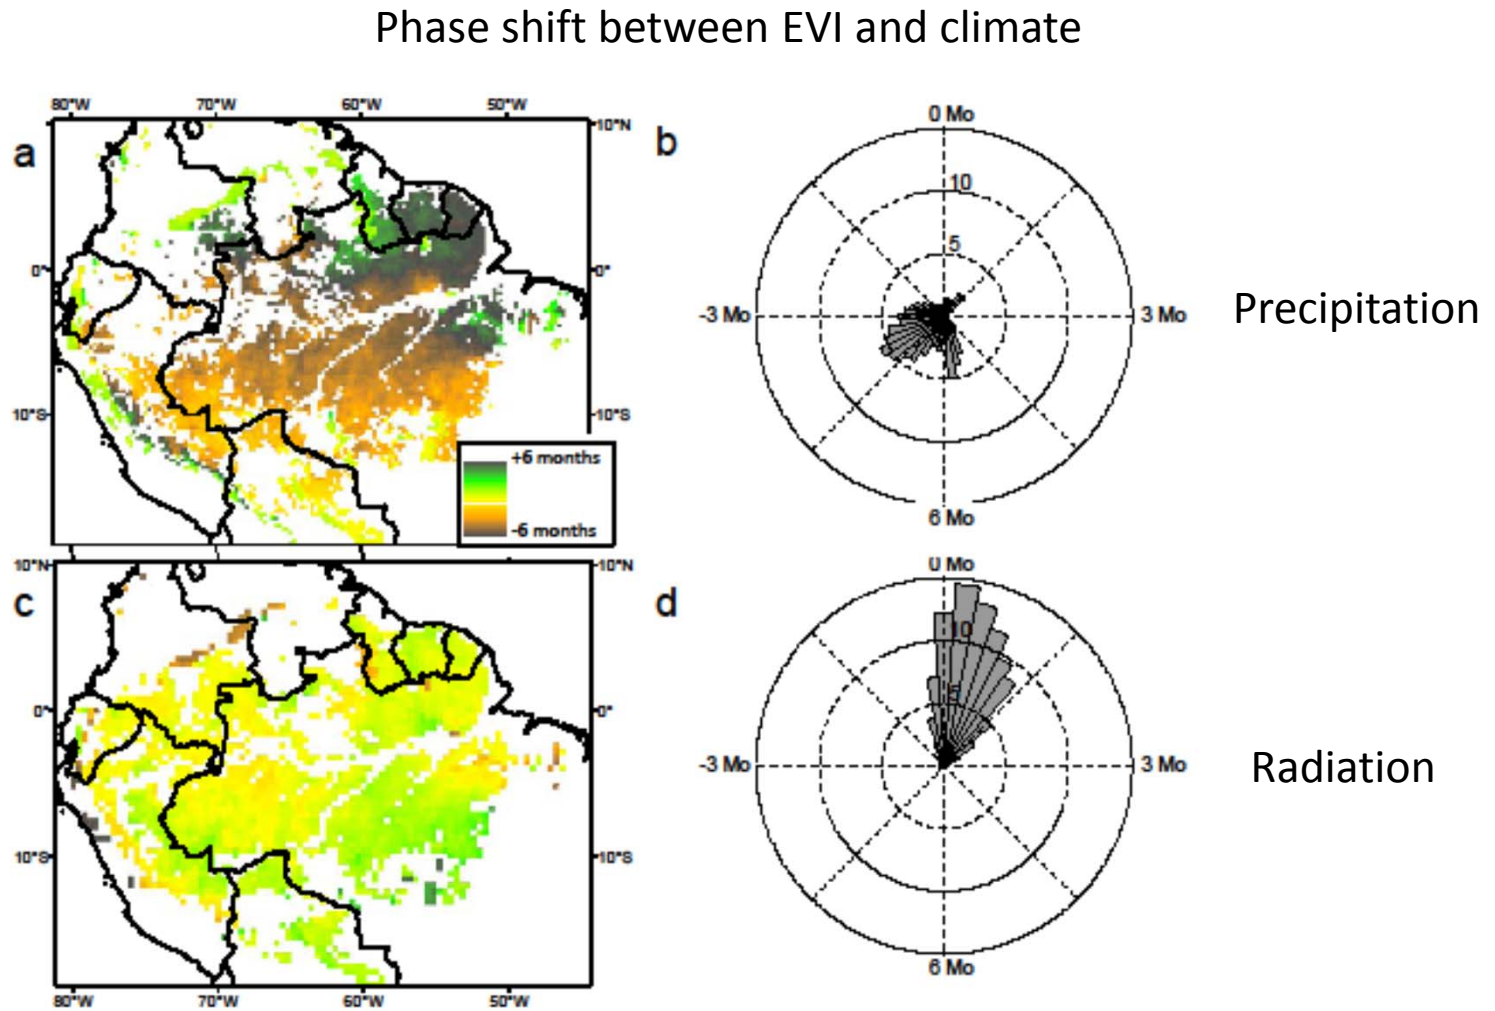 Phase shift between EVI and climate
80°W 70°W 60°W 50°W
a
10°N
0°
0°
10°S
10°S
+6 months
-6 months
b
0 Mo
10
5
-3 Mo
3 Mo
6 Mo
Precipitation
c
10°N
10°N
0°
0°
10°S
10°S
80°W 70°W 60°W 50°W
d
0 Mo
10
5
-3 Mo
3 Mo
6 Mo
Radiation